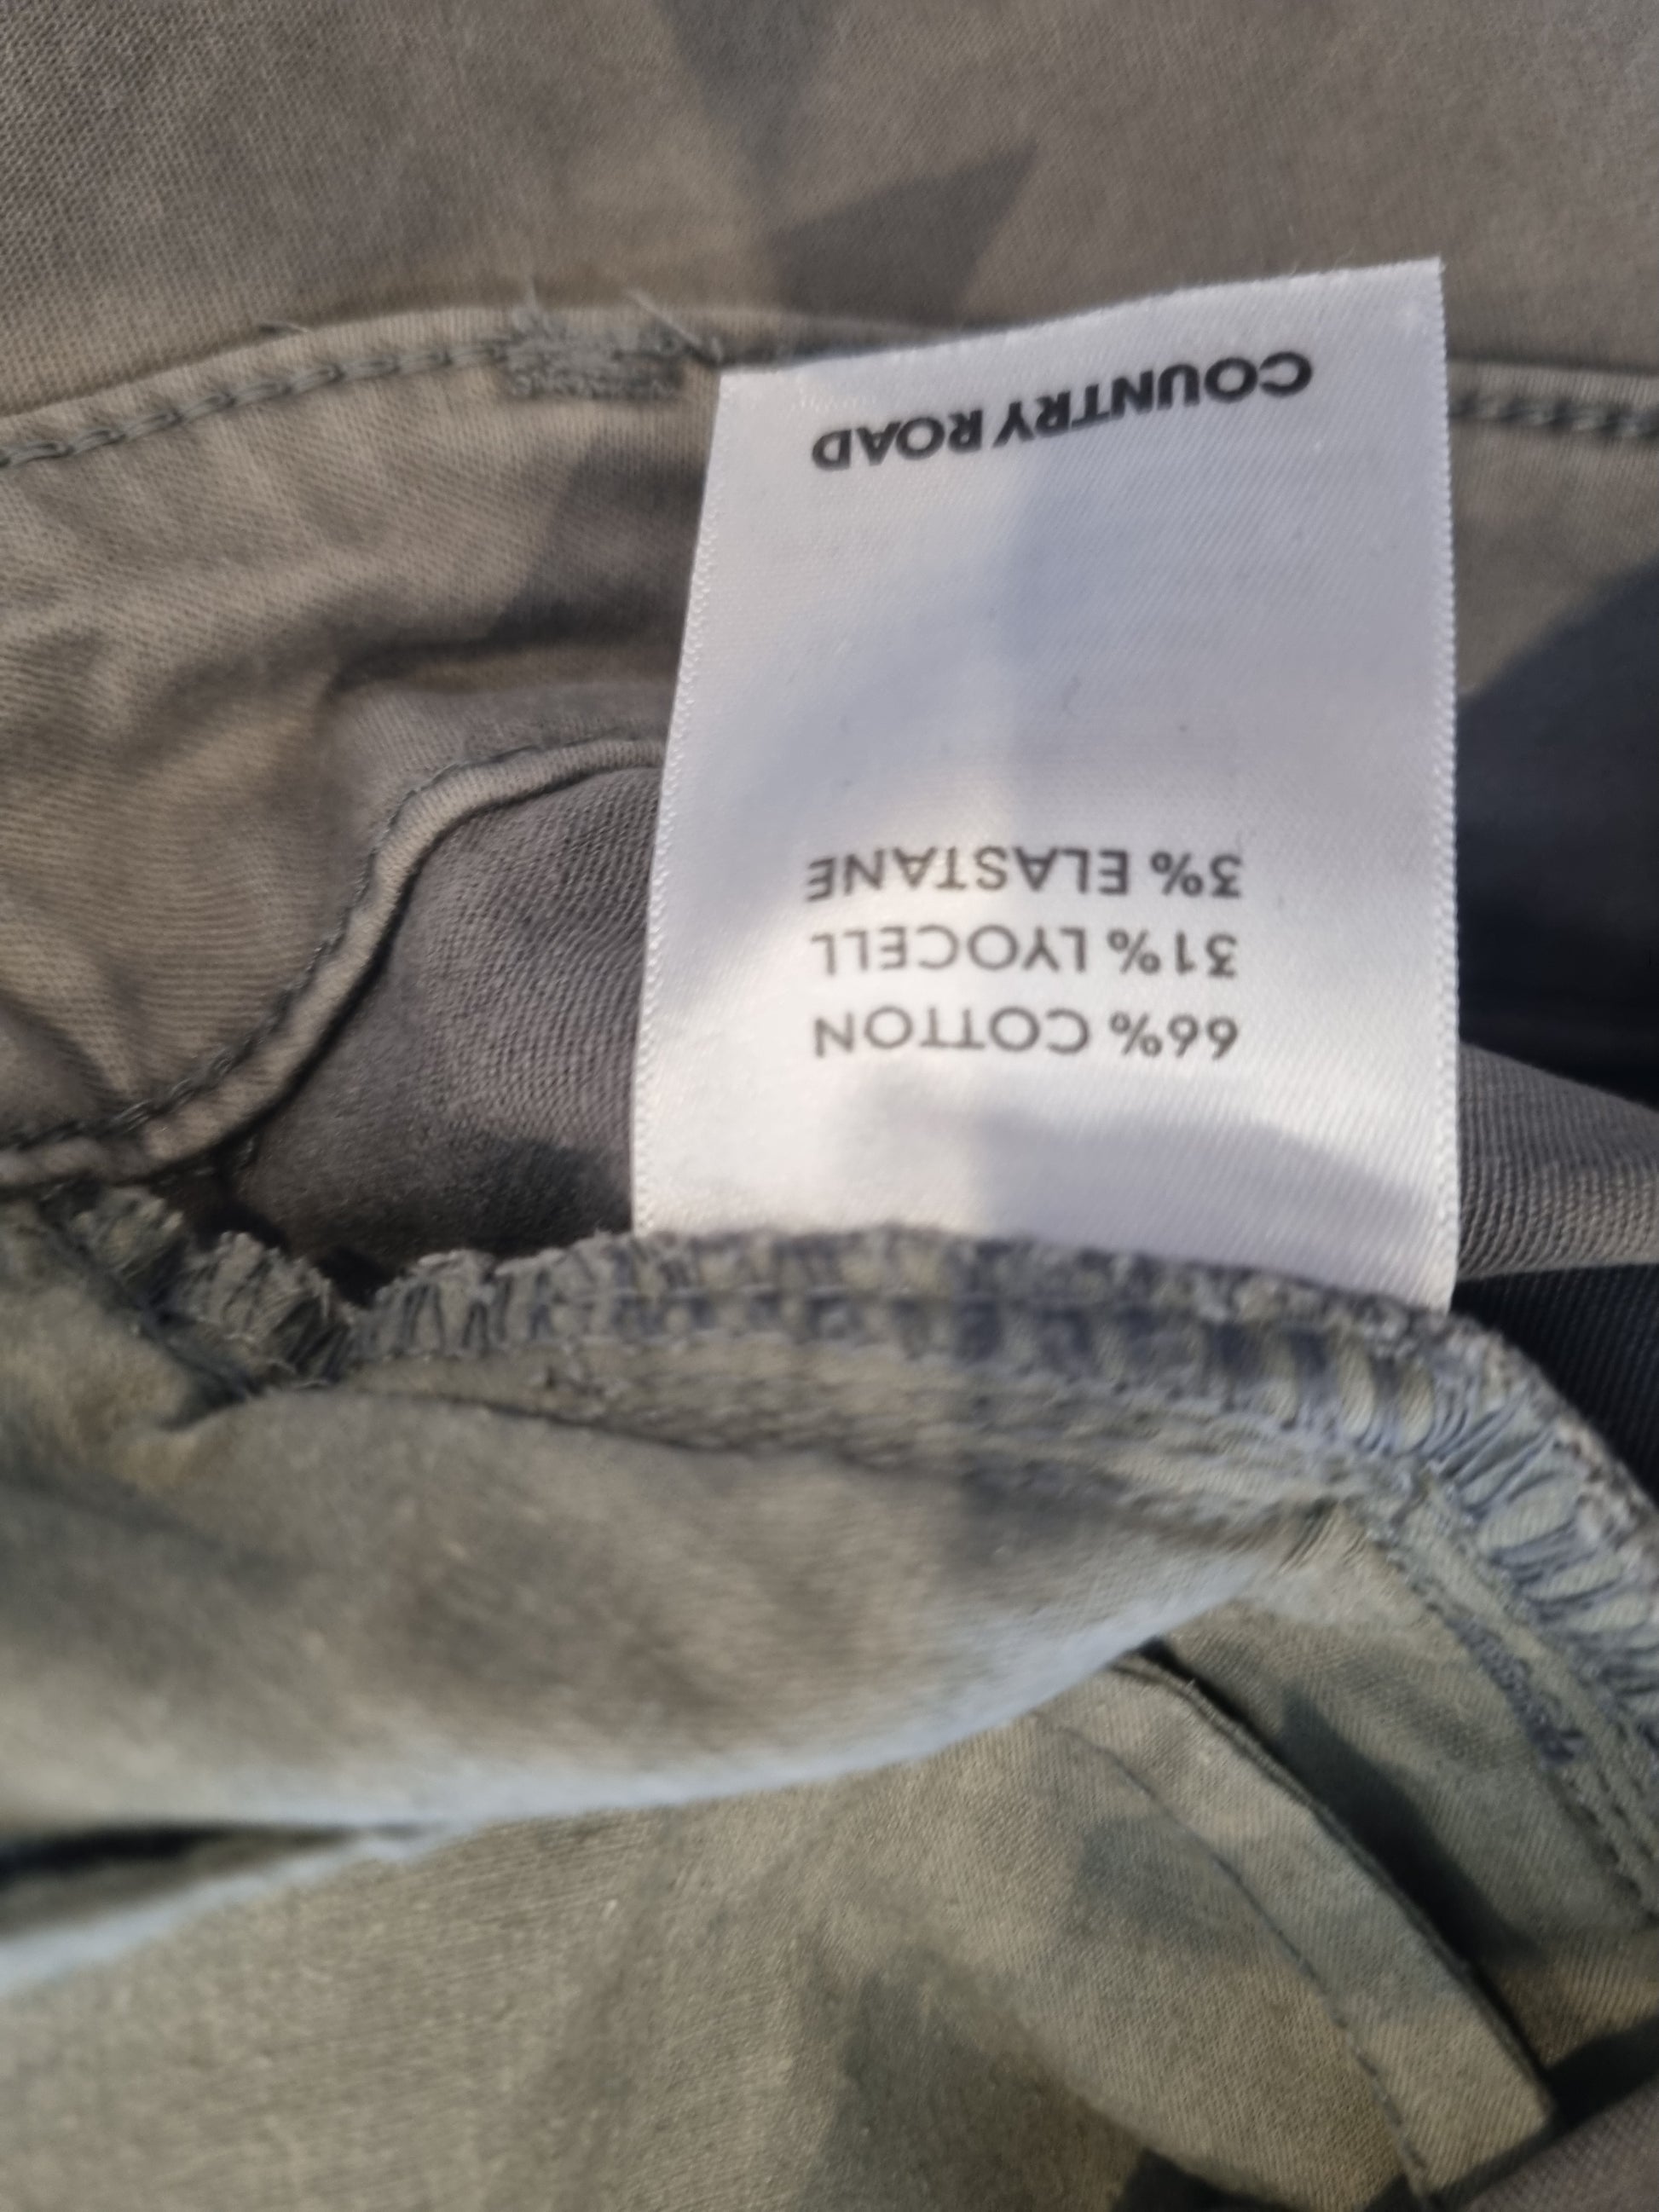 66% COTTON
31% LYOCELL
3% ELASTANE
COUNTRY ROAD